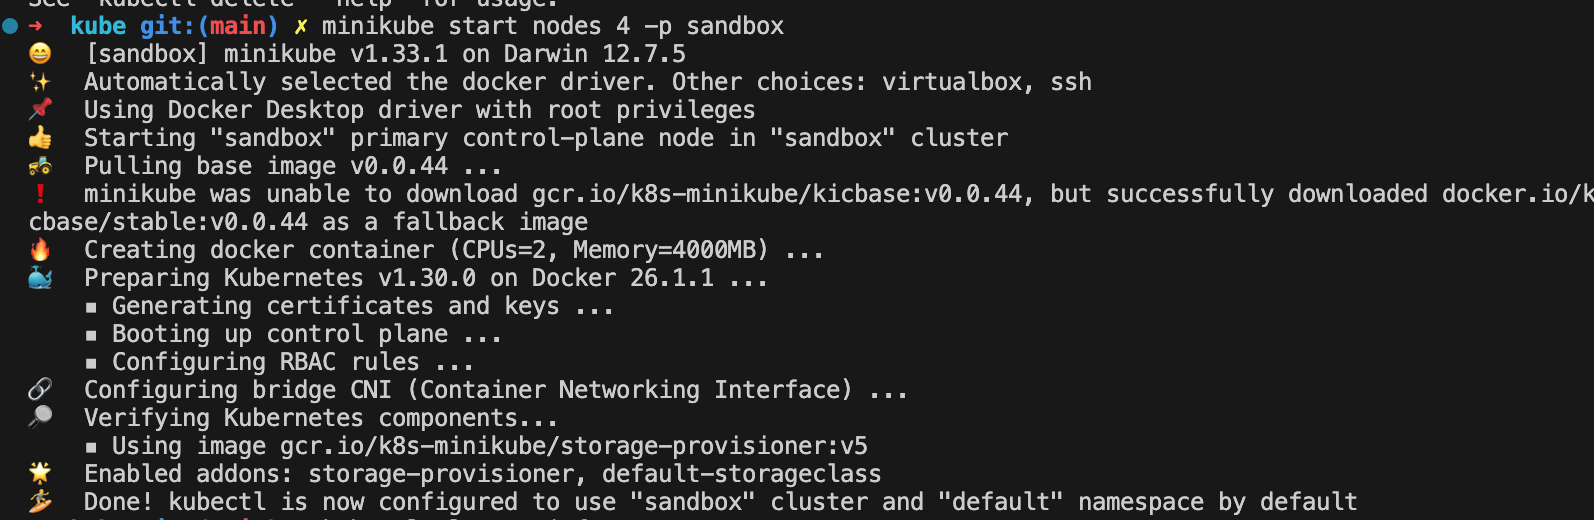 kube git:(main) ✗ minikube start nodes 4 -p sandbox
[sandbox] minikube v1.33.1 on Darwin 12.7.5
Automatically selected the docker driver. Other choices: virtualbox, ssh
Using Docker Desktop driver with root privileges
Starting "sandbox" primary control-plane node in "sandbox" cluster
Pulling base image v0.0.44 ...
minikube was unable to download gcr.io/k8s-minikube/kicbase:v0.0.44, but successfully downloaded docker.io/k
cbase/stable:v0.0.44 as a fallback image
Creating docker container (CPUs=2, Memory=4000MB) ...
Preparing Kubernetes v1.30.0 on Docker 26.1.1 ...
▪ Generating certificates and keys ...
▪ Booting up control plane ...
▪ Configuring RBAC rules ...
Configuring bridge CNI (Container Networking Interface) ...
Verifying Kubernetes components...
▪ Using image gcr.io/k8s-minikube/storage-provisioner:v5
Enabled addons: storage-provisioner, default-storageclass
Done! kubectl is now configured to use "sandbox" cluster and "default" namespace by default